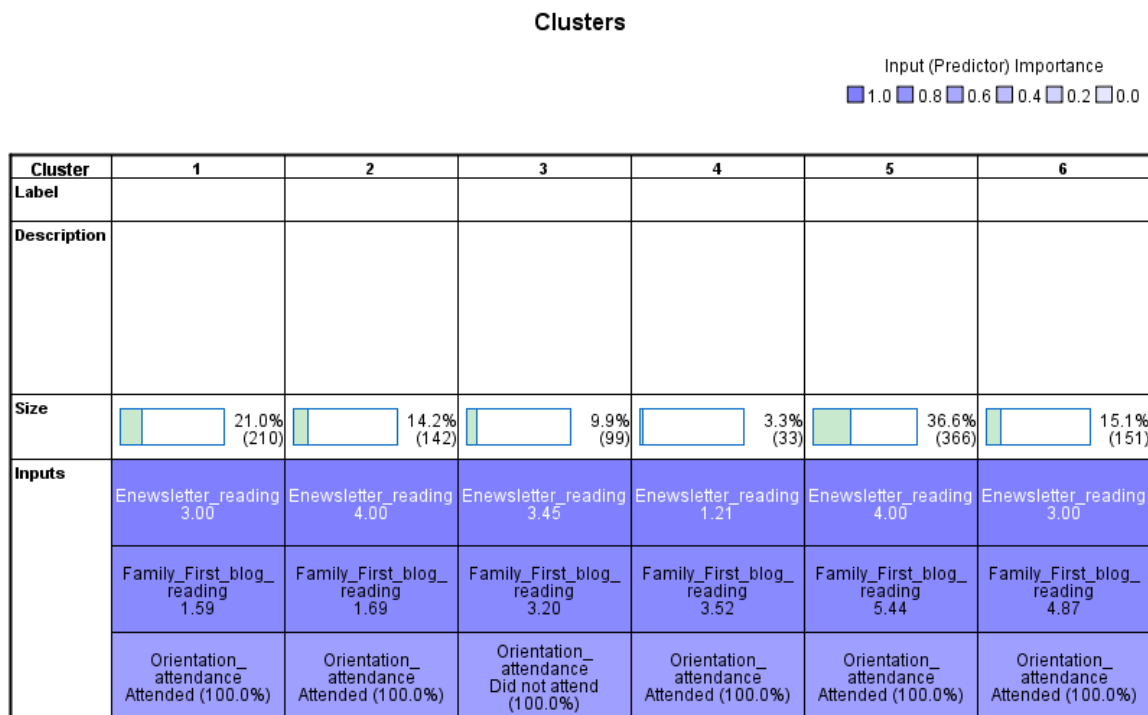 Clusters
Input (Predictor) Importance
1.0 0.8 0.6 0.4 0.2 0.0
Cluster 1 2 3 4 5 6
Label
Description
Size 21.0% 14.2% 9.9% 3.3% 36.6% 15.1%
(210) (142) (99) (33) (366) (151)
Inputs
Enewsletter_reading Enewsletter_reading Enewsletter_reading Enewsletter_reading Enewsletter_reading Enewsletter_reading
3.00 4.00 3.45 1.21 4.00 3.00
Family_First_blog_ Family_First_blog_ Family_First_blog_ Family_First_blog_ Family_First_blog_ Family_First_blog_
reading reading reading reading reading reading
1.59 1.69 3.20 3.52 5.44 4.87
Orientation_ Orientation_ Orientation_ Orientation_ Orientation_ Orientation_
attendance attendance attendance attendance attendance attendance
Attended (100.0%) Attended (100.0%) Did not attend Attended (100.0%) Attended (100.0%) Attended (100.0%)
(100.0%)